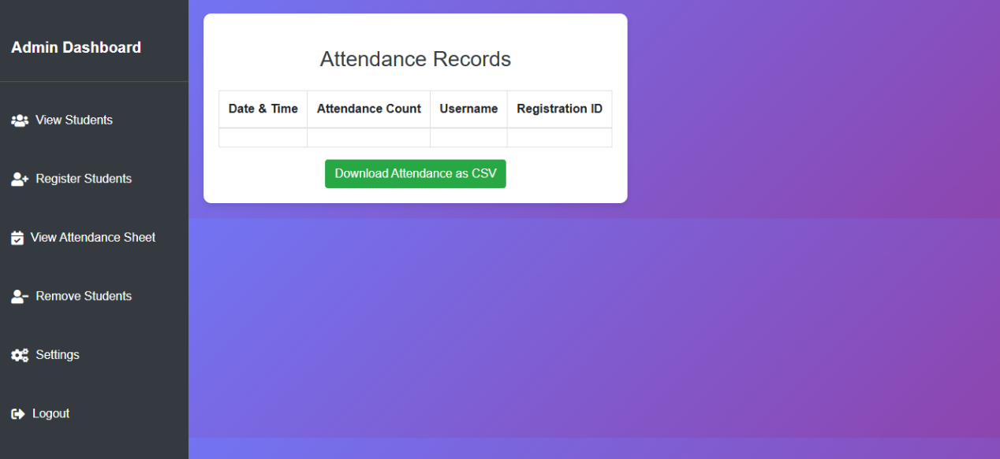 Admin Dashboard
View Students
Register Students
View Attendance Sheet
Remove Students
Settings
Logout
Attendance Records
Date & Time Attendance Count Username Registration ID
Download Attendance as CSV